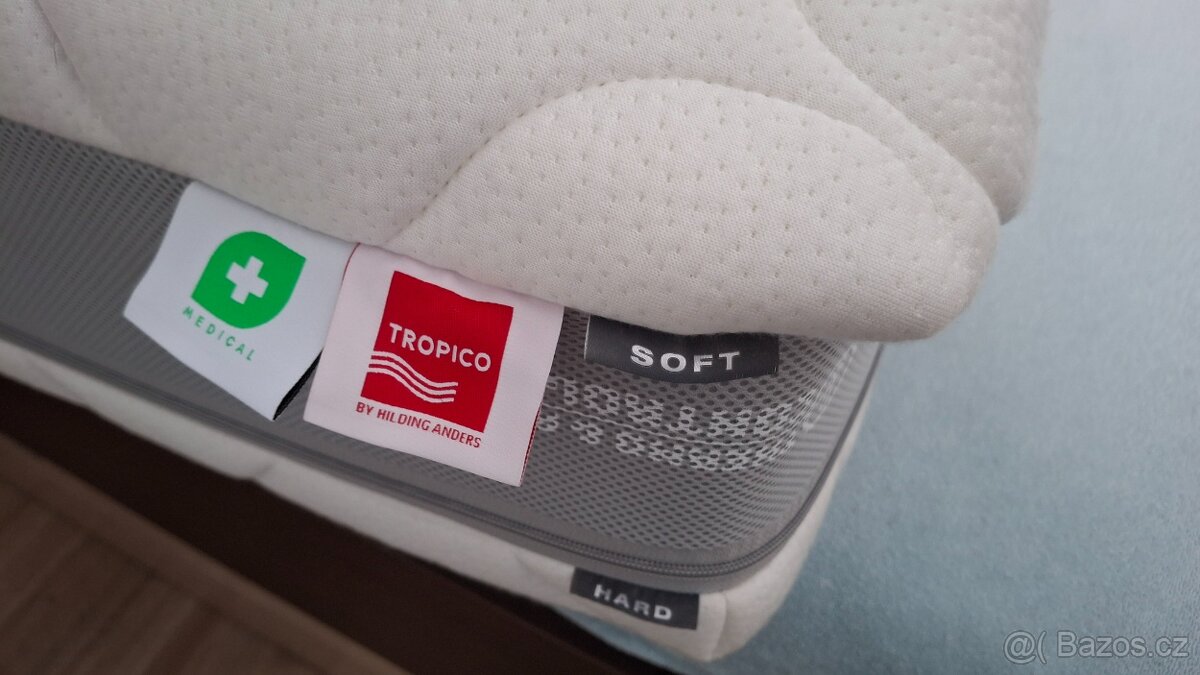 MEDICAL
TROPICO
BY HILDING ANDERS
SOFT
HARD
@( Bazos.cz